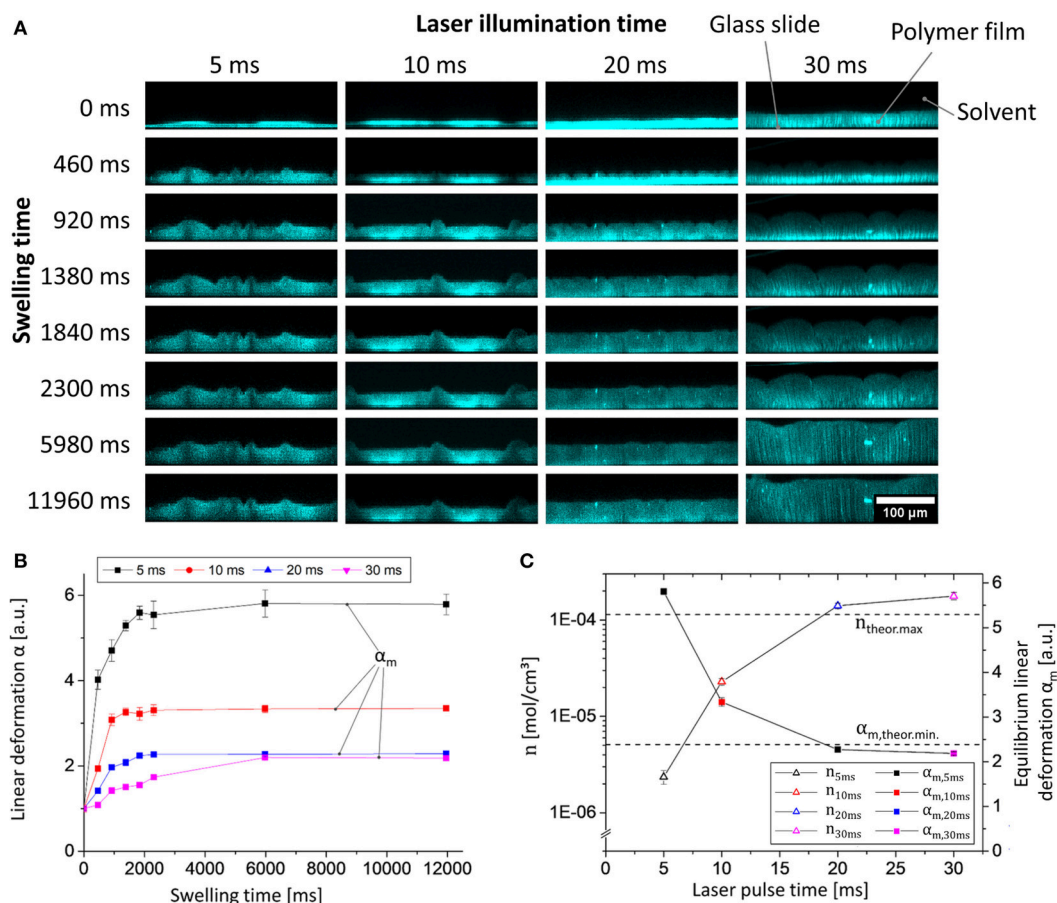 A
Laser illumination time
Glass slide
Polymer film
5 ms 10 ms 20 ms 30 ms
Solvent
Swelling time
0 ms
460 ms
920 ms
1380 ms
1840 ms
2300 ms
5980 ms
11960 ms
100 µm
B
5 ms 10 ms 20 ms 30 ms
Linear deformation α [a.u.]
6
4
2
0
αm
0 2000 4000 6000 8000 10000 12000
Swelling time [ms]
C
n [mol/cm³]
1E-04
1E-05
1E-06
ntheor.max
αm,theor.min.
n5ms αm,5ms
n10ms αm,10ms
n20ms αm,20ms
n30ms αm,30ms
6
5
4
3
2
1
0
Equilibrium linear
deformation αm [a.u.]
0 5 10 15 20 25 30
Laser pulse time [ms]